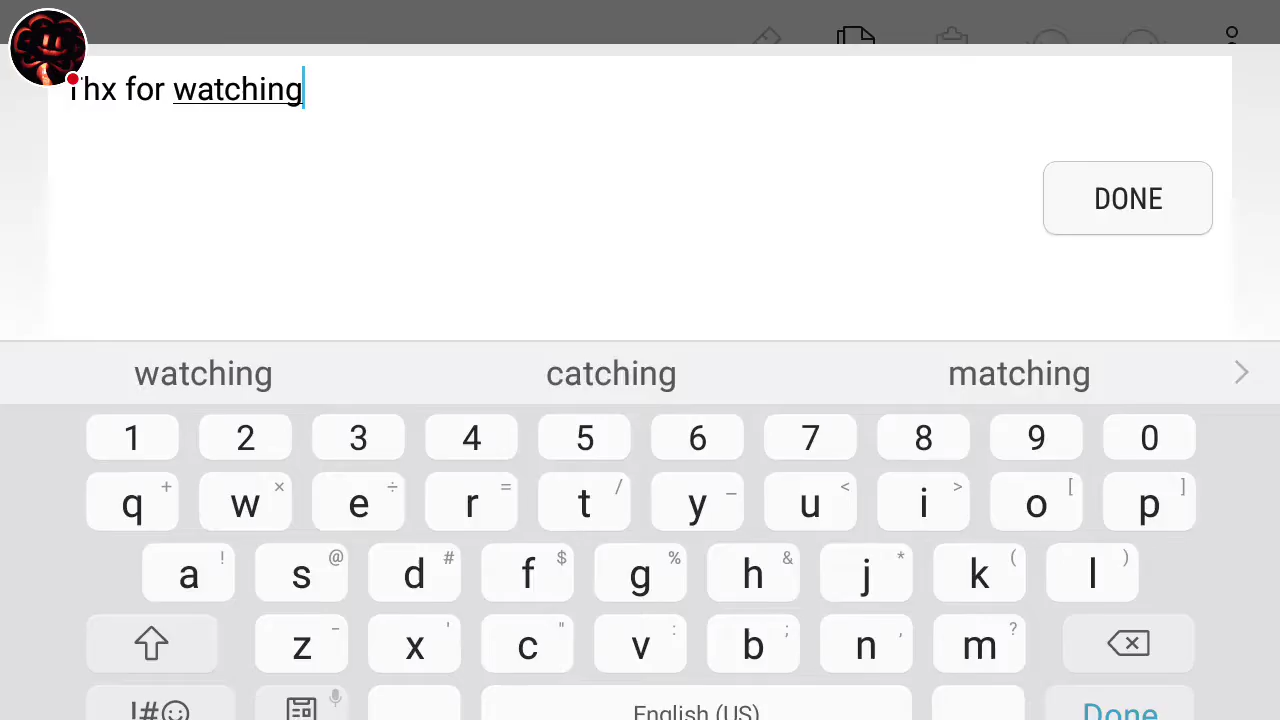 Thx for watching
DONE
watching catching matching
1 2 3 4 5 6 7 8 9 0
q + w × e ÷ r = t / y _ u < i > o [ p ]
a ! s @ d # f $ g % h & j * k ( l )
z - x ' c " v : b ; n , m ?
!#☺ English (US) Done